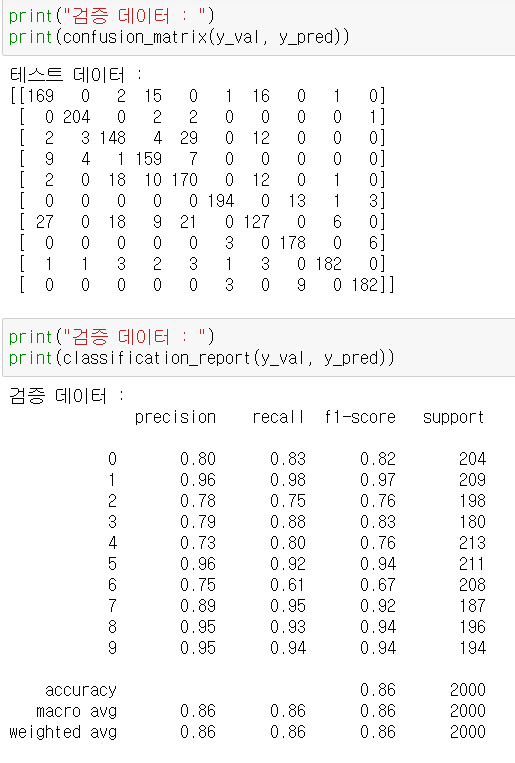 print("검증 데이터 : ")
print(confusion_matrix(y_val, y_pred))
테스트 데이터 :
[[169   0   2  15   0   1  16   0   1   0]
 [  0 204   0   2   2   0   0   0   0   1]
 [  2   3 148   4  29   0  12   0   0   0]
 [  9   4   1 159   7   0   0   0   0   0]
 [  2   0  18  10 170   0  12   0   1   0]
 [  0   0   0   0   0 194   0  13   1   3]
 [ 27   0  18   9  21   0 127   0   6   0]
 [  0   0   0   0   0   3   0 178   0   6]
 [  1   1   3   2   3   1   3   0 182   0]
 [  0   0   0   0   0   3   0   9   0 182]]
print("검증 데이터 : ")
print(classification_report(y_val, y_pred))
검증 데이터 :
precision recall f1-score support
0 0.80 0.83 0.82 204
1 0.96 0.98 0.97 209
2 0.78 0.75 0.76 198
3 0.79 0.88 0.83 180
4 0.73 0.80 0.76 213
5 0.96 0.92 0.94 211
6 0.75 0.61 0.67 208
7 0.89 0.95 0.92 187
8 0.95 0.93 0.94 196
9 0.95 0.94 0.94 194
accuracy 0.86 2000
macro avg 0.86 0.86 0.86 2000
weighted avg 0.86 0.86 0.86 2000